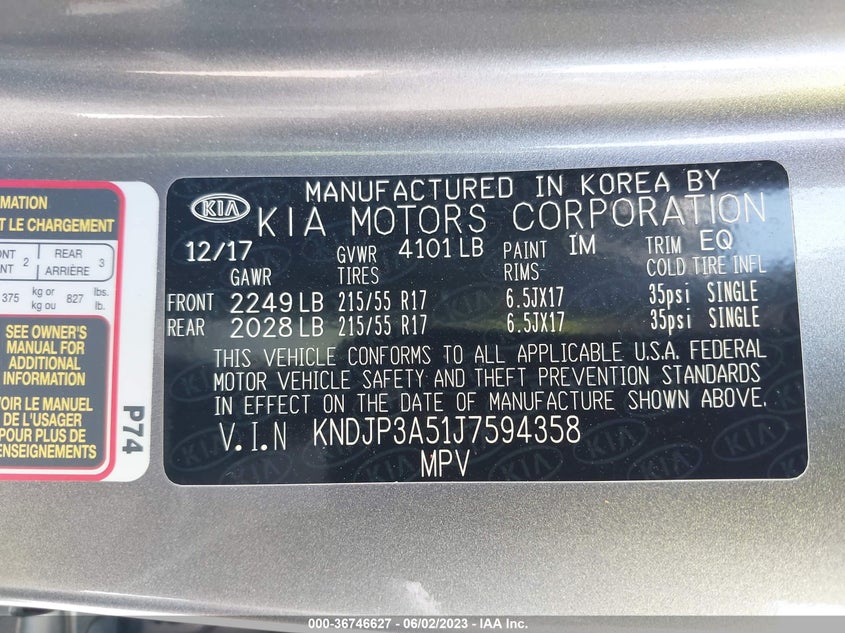 MATION
T LE CHARGEMENT
NT 2 REAR 3
ARRIÈRE
375 kg or 827 lbs.
kg ou lb.
SEE OWNER'S
MANUAL FOR
ADDITIONAL
INFORMATION
OIR LE MANUEL
DE L'USAGER
POUR PLUS DE
ENSEIGNEMENTS
P74
KIA
MANUFACTURED IN KOREA BY
KIA MOTORS CORPORATION
12/17 GVWR 4101 LB PAINT IM TRIM EQ
GAWR TIRES RIMS COLD TIRE INFL
FRONT 2249 LB 215/55 R17 6.5JX17 35psi SINGLE
REAR 2028 LB 215/55 R17 6.5JX17 35psi SINGLE
THIS VEHICLE CONFORMS TO ALL APPLICABLE U.S.A. FEDERAL
MOTOR VEHICLE SAFETY AND THEFT PREVENTION STANDARDS
IN EFFECT ON THE DATE OF MANUFACTURE SHOWN ABOVE.
V.I.N KNDJP3A51J7594358
MPV
000-36746627 - 06/02/2023 - IAA Inc.